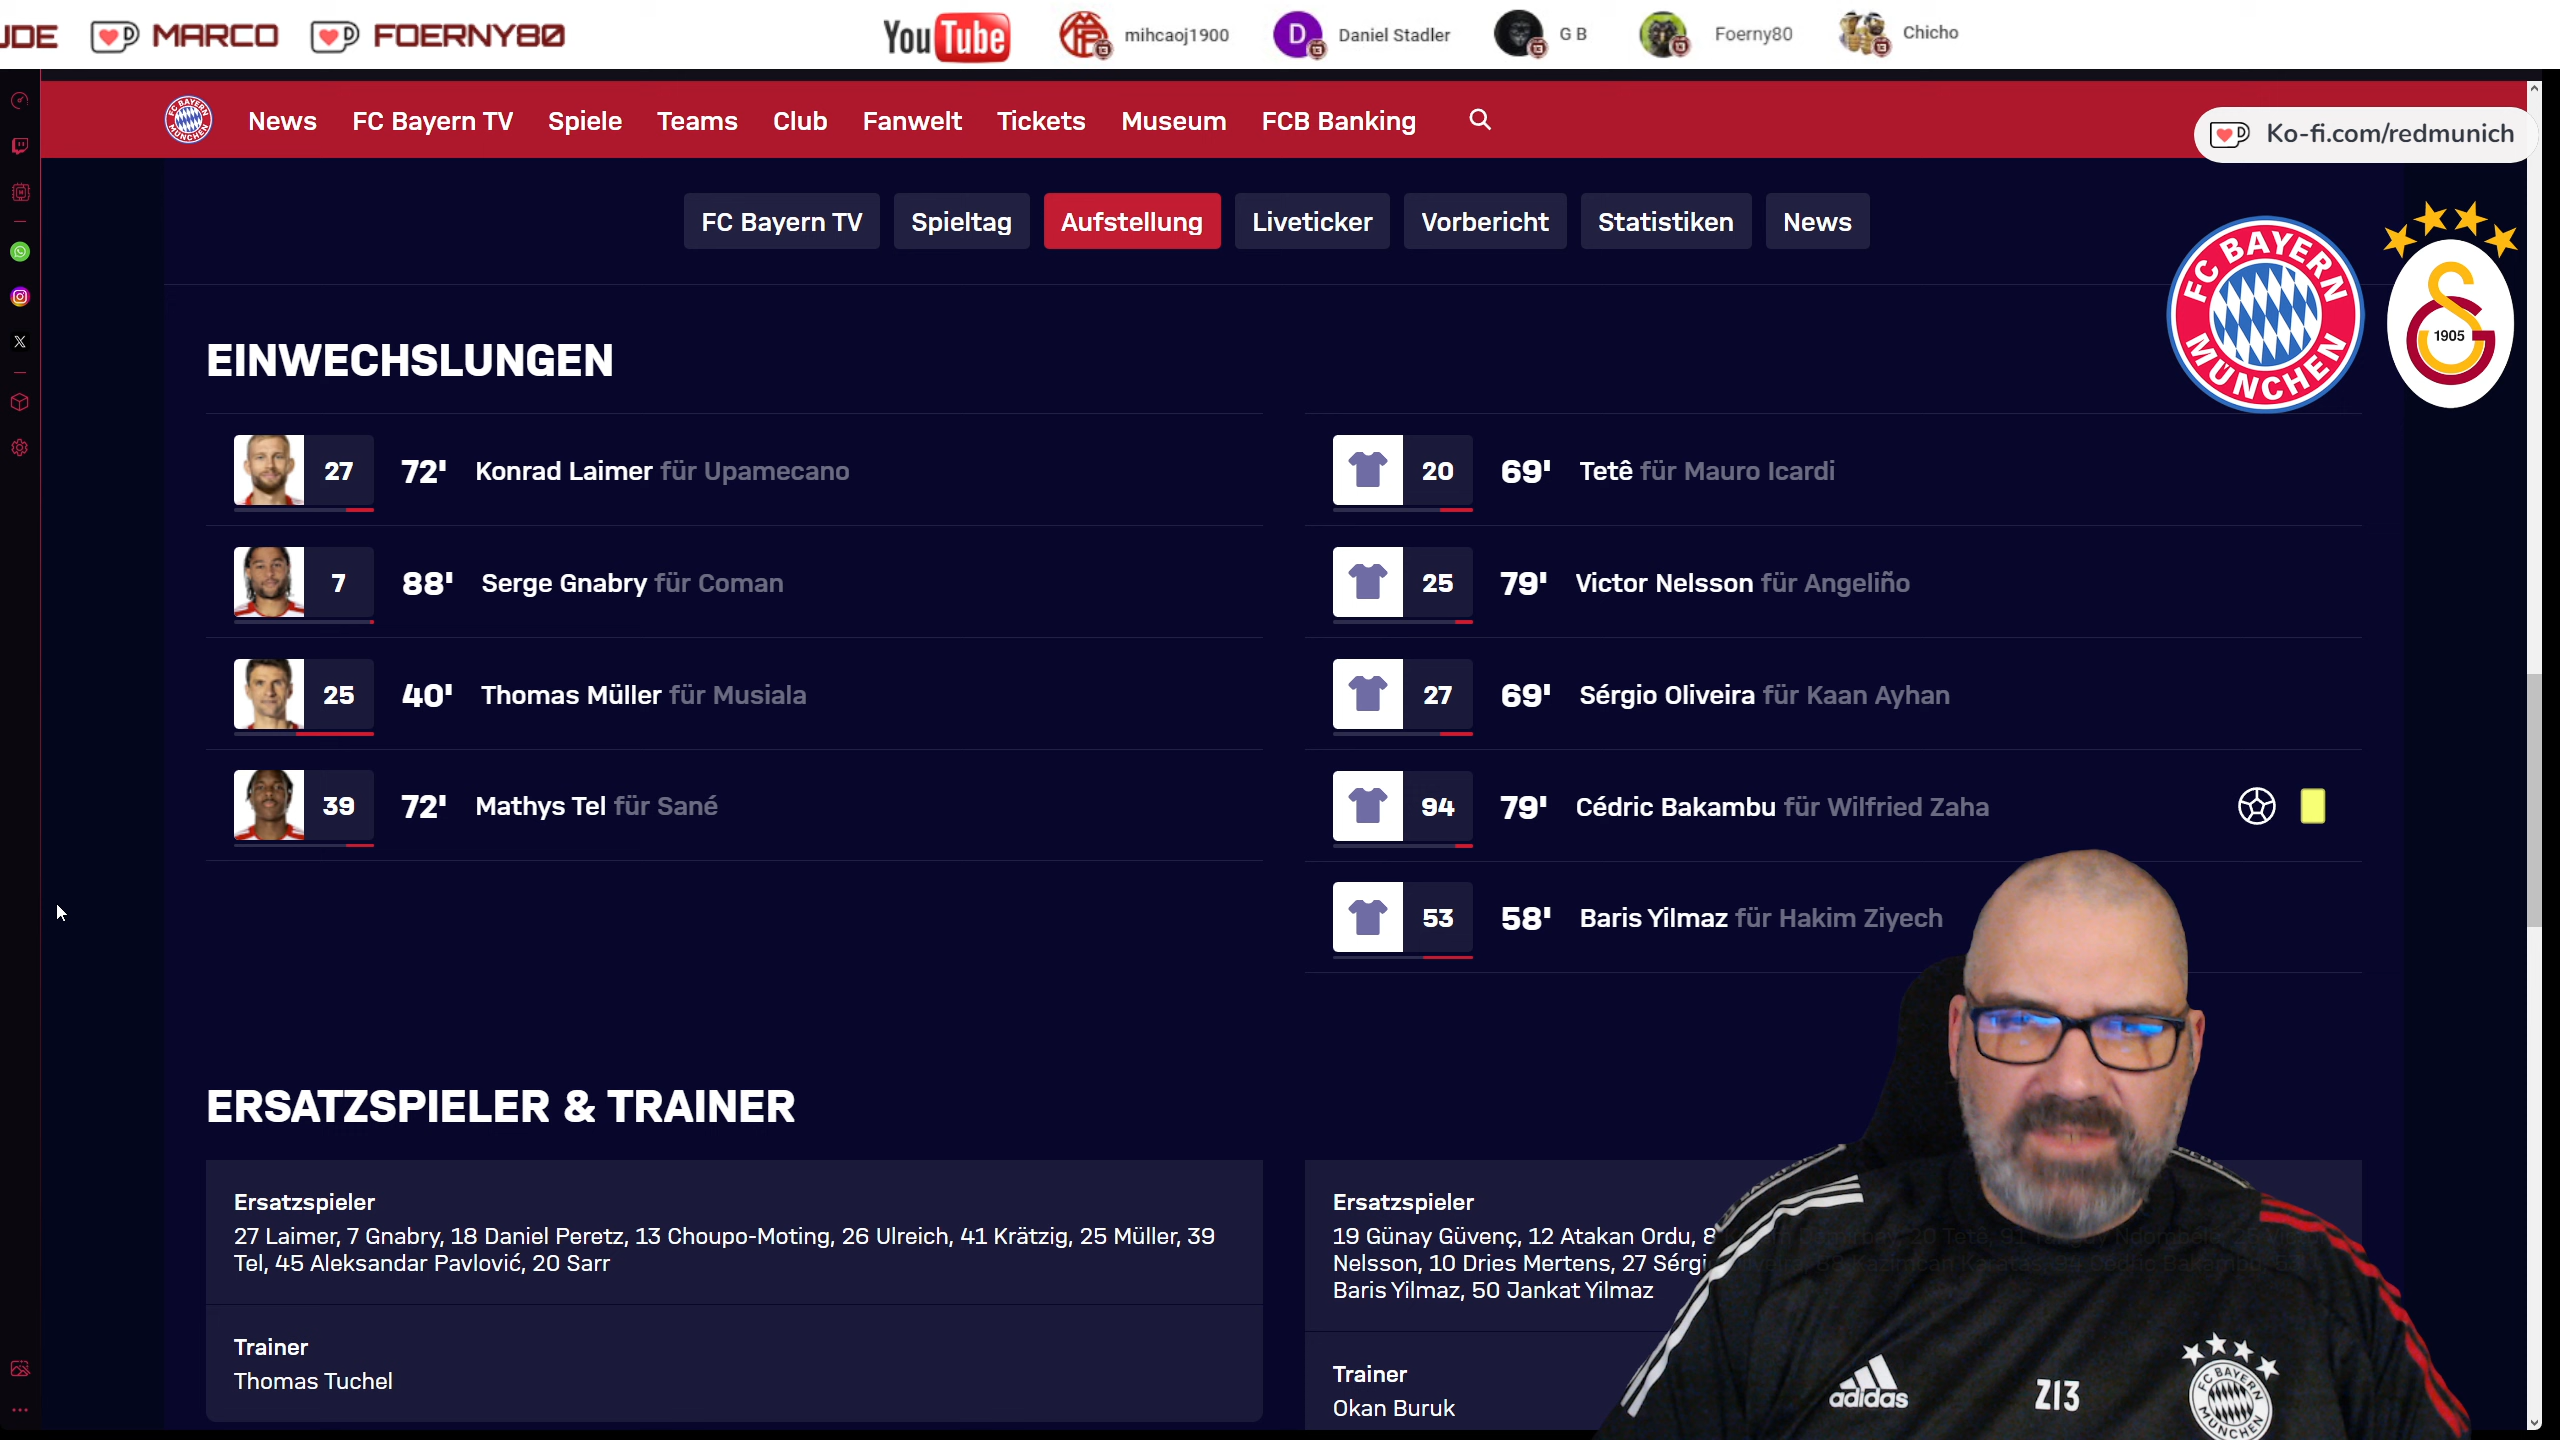 UDE MARCO FOERNY80
YouTube mihcaoj1900 D Daniel Stadler G B Foerny80 Chicho
News FC Bayern TV Spiele Teams Club Fanwelt Tickets Museum FCB Banking
Ko-fi.com/redmunich
FC Bayern TV Spieltag Aufstellung Liveticker Vorbericht Statistiken News
FC BAYERN MÜNCHEN
1905
EINWECHSLUNGEN
27 72' Konrad Laimer für Upamecano
7 88' Serge Gnabry für Coman
25 40' Thomas Müller für Musiala
39 72' Mathys Tel für Sané
20 69' Tetê für Mauro Icardi
25 79' Victor Nelsson für Angeliño
27 69' Sérgio Oliveira für Kaan Ayhan
94 79' Cédric Bakambu für Wilfried Zaha
53 58' Baris Yilmaz für Hakim Ziyech
ERSATZSPIELER & TRAINER
Ersatzspieler
27 Laimer, 7 Gnabry, 18 Daniel Peretz, 13 Choupo-Moting, 26 Ulreich, 41 Krätzig, 25 Müller, 39
Tel, 45 Aleksandar Pavlović, 20 Sarr
Trainer
Thomas Tuchel
Ersatzspieler
19 Günay Güvenç, 12 Atakan Ordu, 20 Tetê, 91
Nelsson, 10 Dries Mertens, 27
Baris Yilmaz, 50 Jankat Yilmaz
Trainer
Okan Buruk
adidas
Z13
FC BAYERN MÜNCHEN